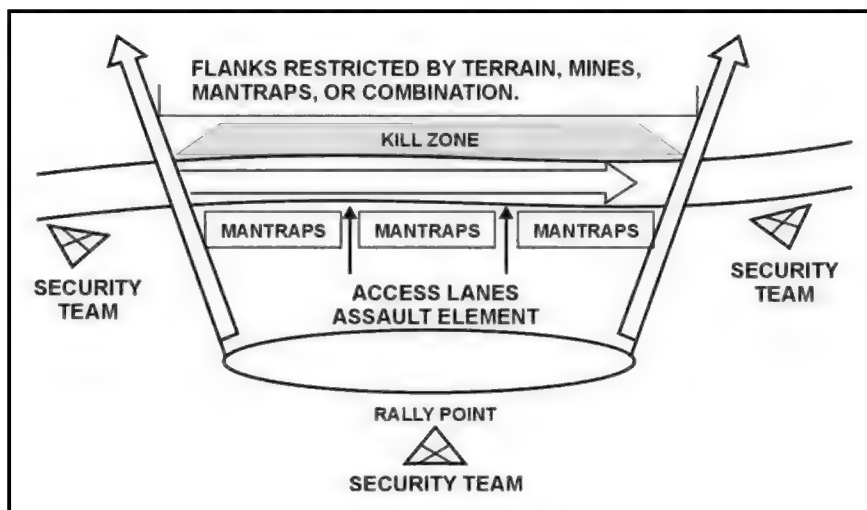 FLANKS RESTRICTED BY TERRAIN, MINES,
MANTRAPS, OR COMBINATION.
KILL ZONE
MANTRAPS
MANTRAPS
MANTRAPS
SECURITY
TEAM
ACCESS LANES
ASSAULT ELEMENT
SECURITY
TEAM
RALLY POINT
SECURITY TEAM